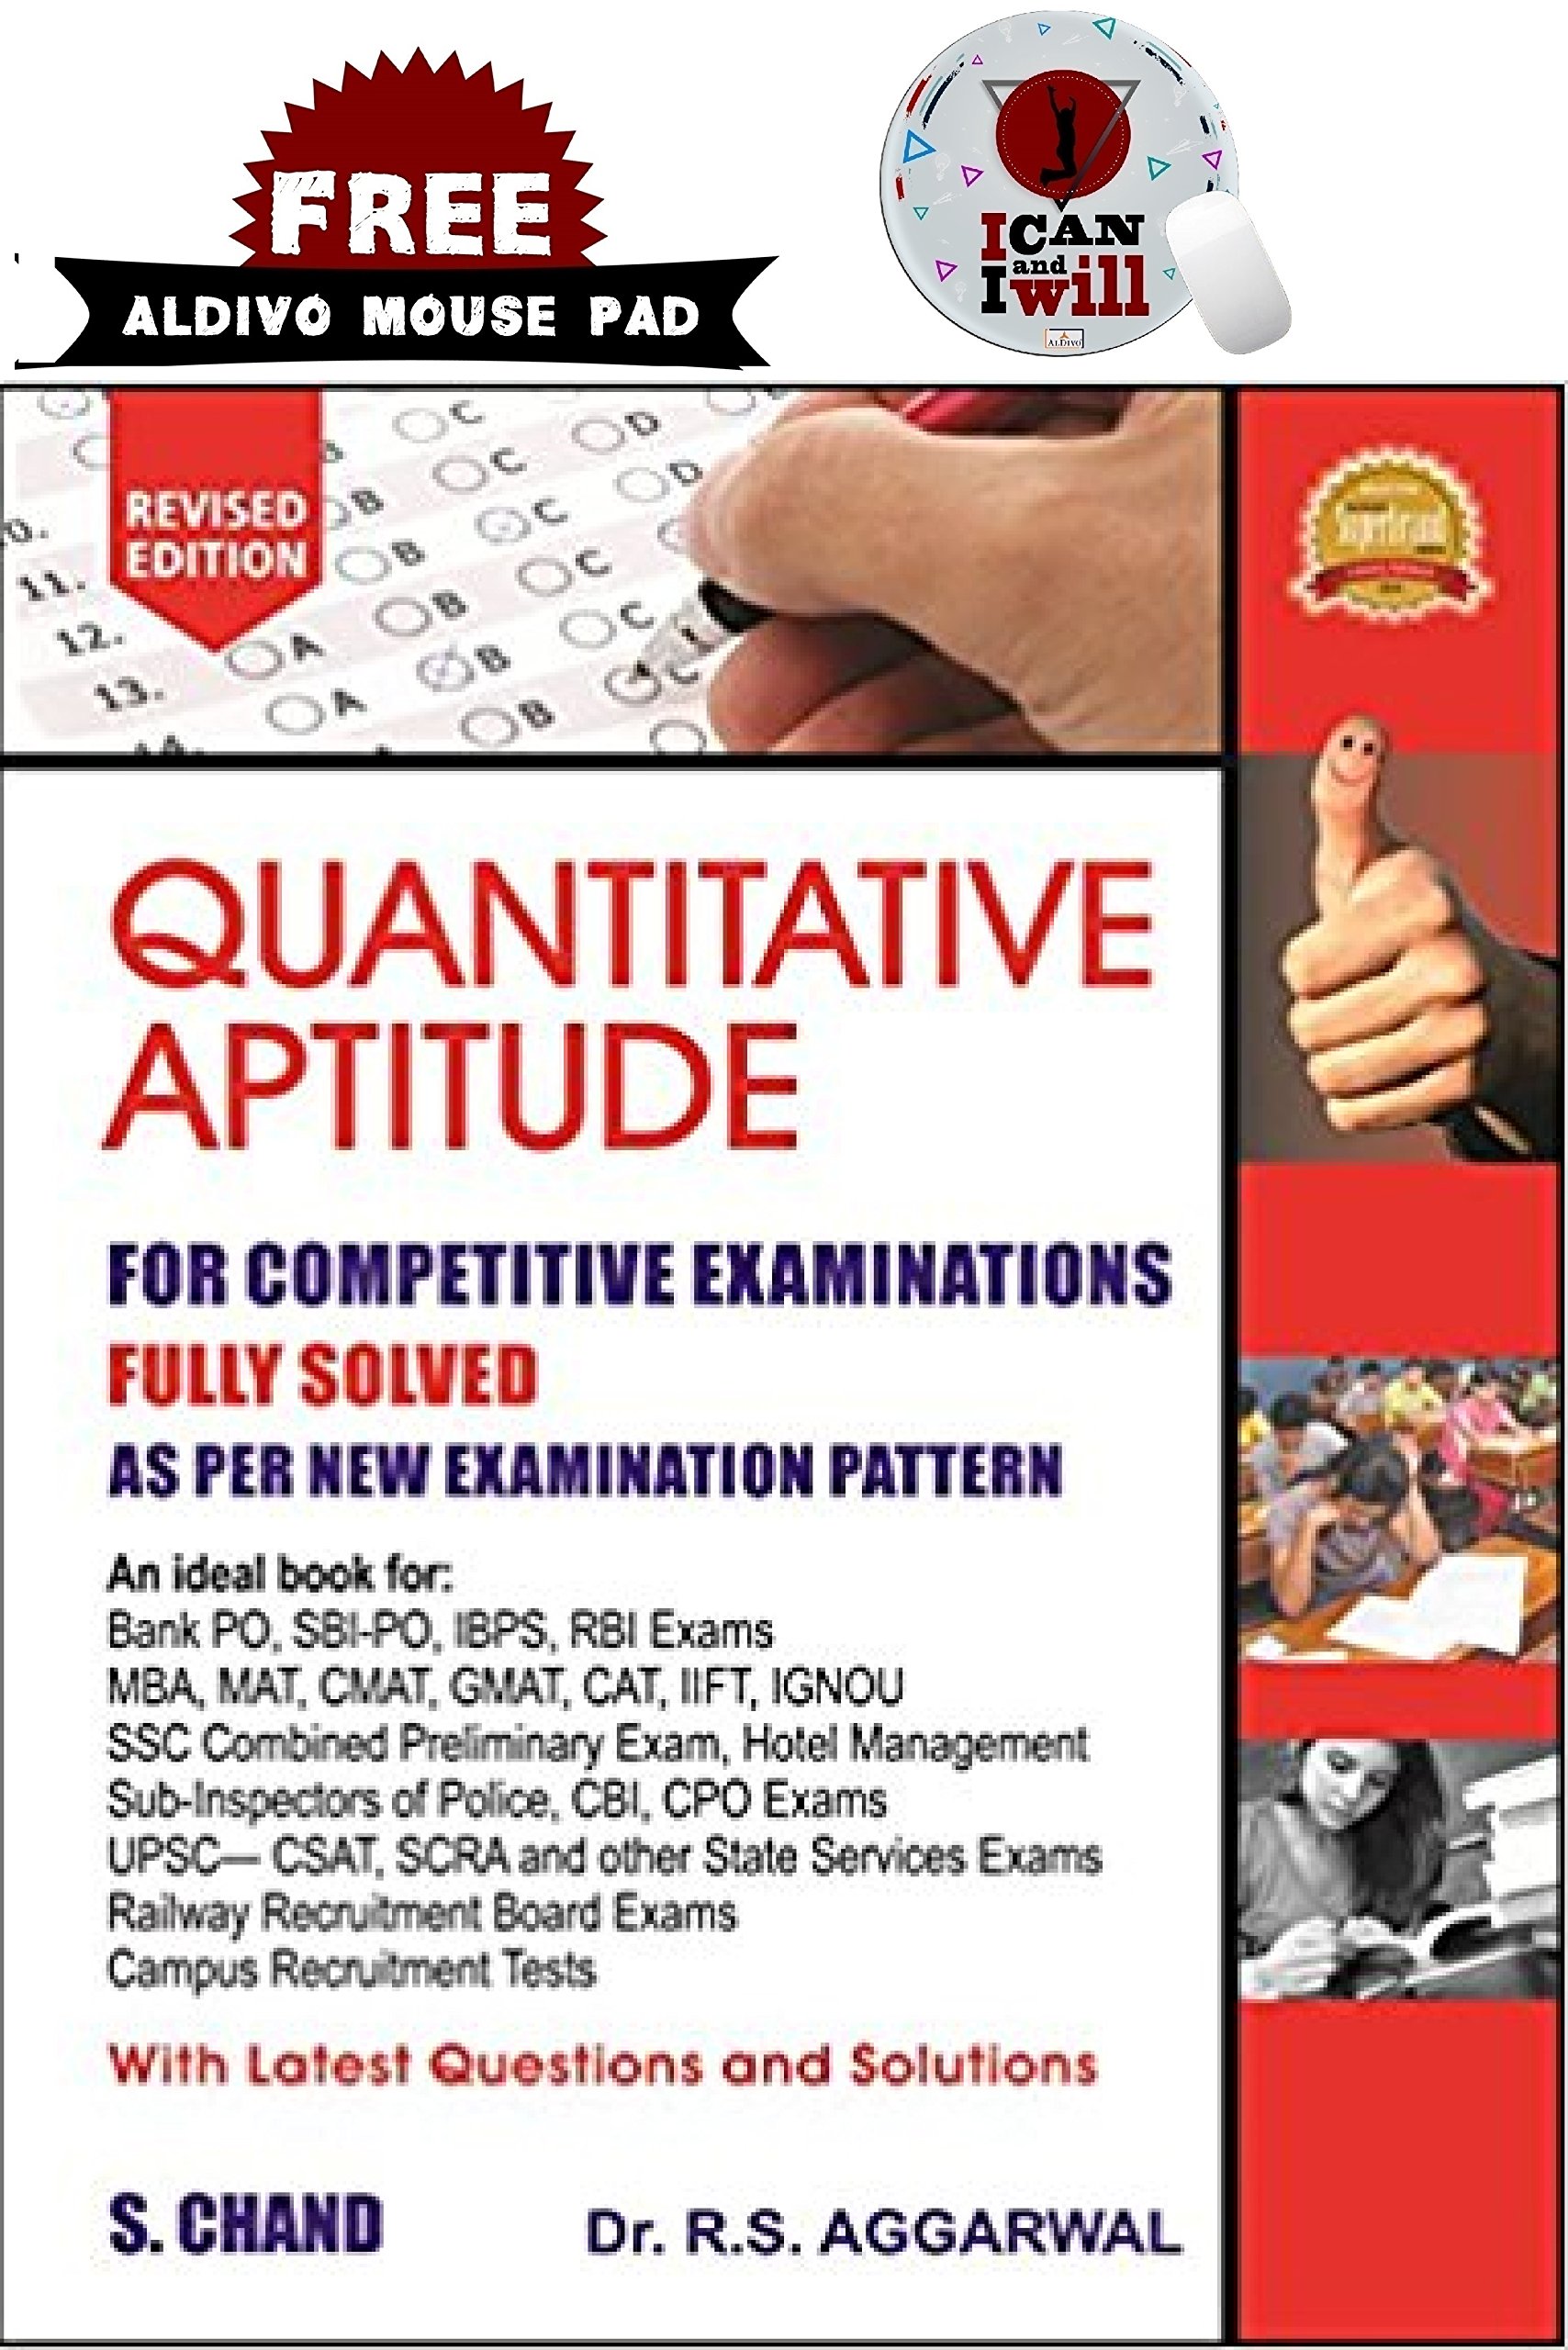 FREE
ALDIVO MOUSE PAD
I CAN
and
I will
ALDIVO
REVISED
EDITION
C
D
B
C
D
0.
B
C
11.
B
C
12.
A
B
C
13.
A
B
C
14.
B
QUANTITATIVE
APTITUDE
FOR COMPETITIVE EXAMINATIONS
FULLY SOLVED
AS PER NEW EXAMINATION PATTERN
An ideal book for:
Bank PO, SBI-PO, IBPS, RBI Exams
MBA, MAT, CMAT, GMAT, CAT, IIFT, IGNOU
SSC Combined Preliminary Exam, Hotel Management
Sub-Inspectors of Police, CBI, CPO Exams
UPSC— CSAT, SCRA and other State Services Exams
Railway Recruitment Board Exams
Campus Recruitment Tests
With Latest Questions and Solutions
S. CHAND
Dr. R.S. AGGARWAL